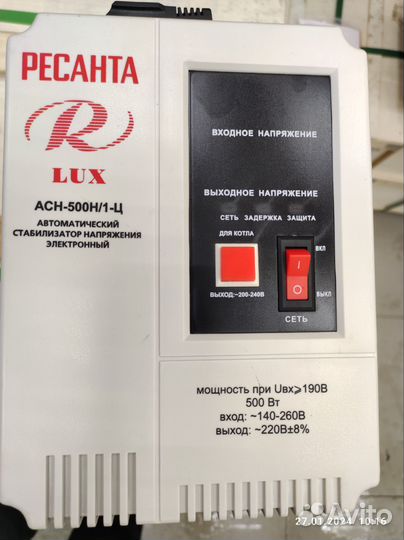 РЕСАНТА
R
LUX
АСН-500Н/1-Ц
АВТОМАТИЧЕСКИЙ
СТАБИЛИЗАТОР НАПРЯЖЕНИЯ
ЭЛЕКТРОННЫЙ
ВХОДНОЕ НАПРЯЖЕНИЕ
ВЫХОДНОЕ НАПРЯЖЕНИЕ
СЕТЬ ЗАДЕРЖКА ЗАЩИТА
ДЛЯ КОТЛА
ВКЛ
I
O
ВЫХОД:~200-240В
ВЫКЛ
СЕТЬ
мощность при Uвх⩾190В
500 Вт
вход: ~140-260В
выход: ~220В±8%
27.01.2024 10:16
Avito